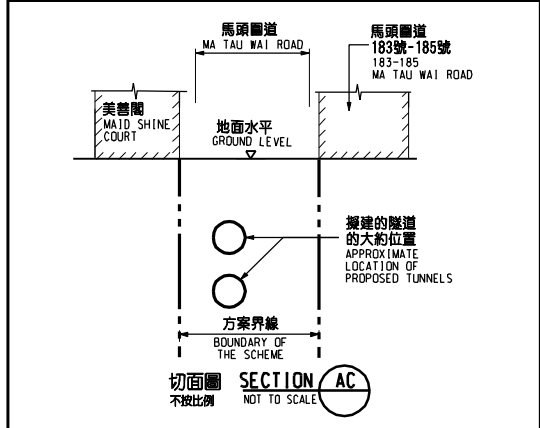 馬頭圍道
MA TAU WAI ROAD
馬頭圍道
183號-185號
183-185
MA TAU WAI ROAD
美善閣
MAID SHINE
COURT
地面水平
GROUND LEVEL
擬建的隧道
的大約位置
APPROXIMATE
LOCATION OF
PROPOSED TUNNELS
方案界線
BOUNDARY OF
THE SCHEME
切面圖 SECTION AC
不按比例 NOT TO SCALE